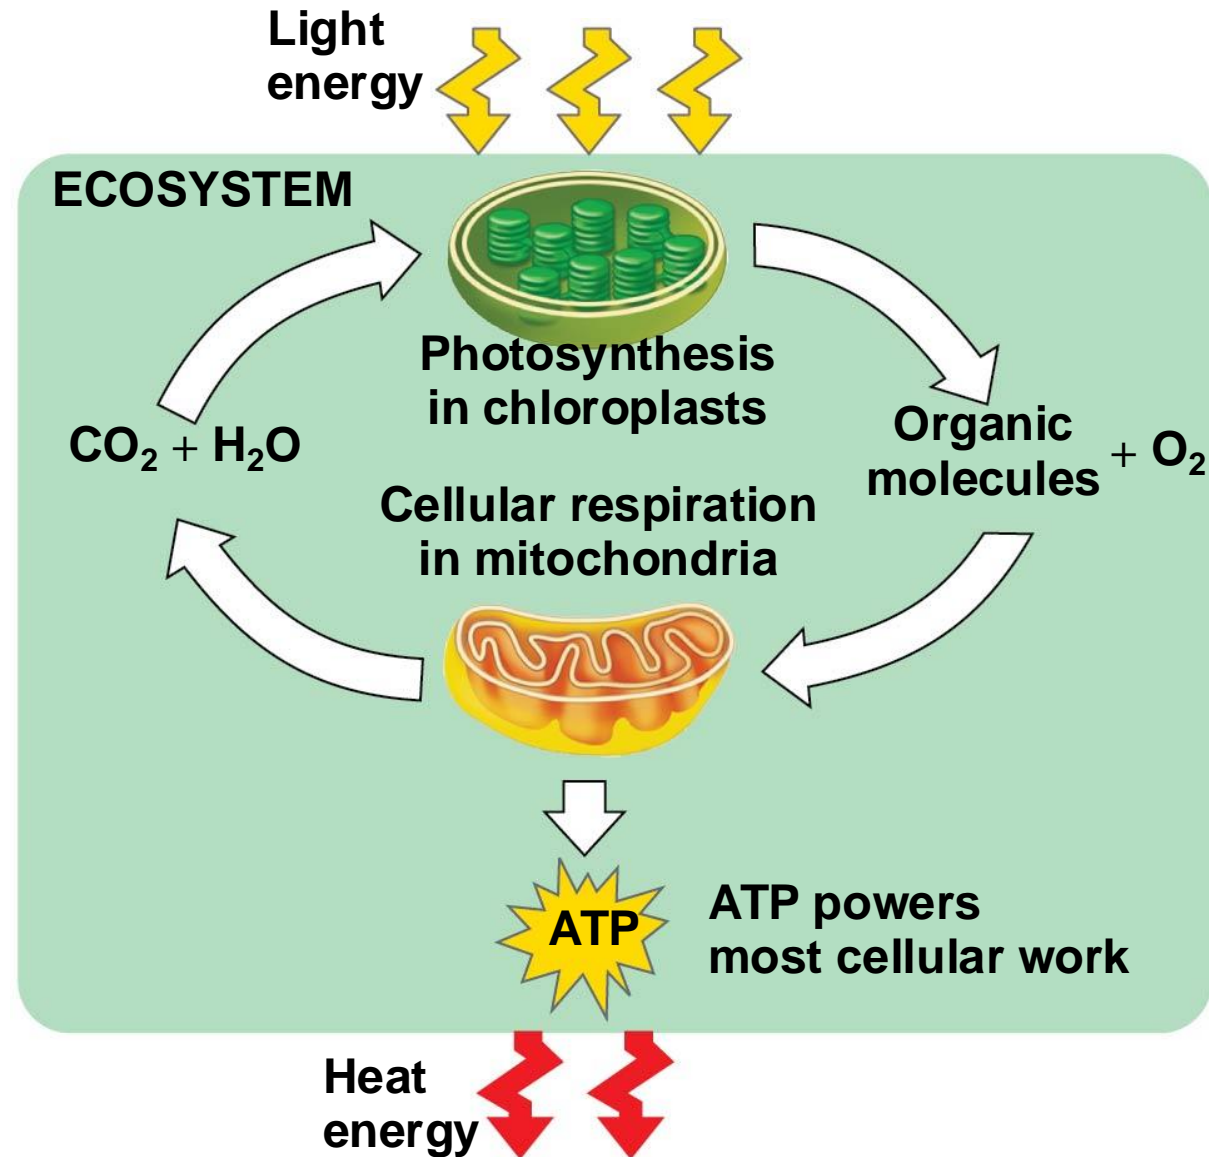 Light
energy
ECOSYSTEM
Photosynthesis
in chloroplasts
CO₂ + H₂O
Organic
molecules + O₂
Cellular respiration
in mitochondria
ATP
ATP powers
most cellular work
Heat
energy